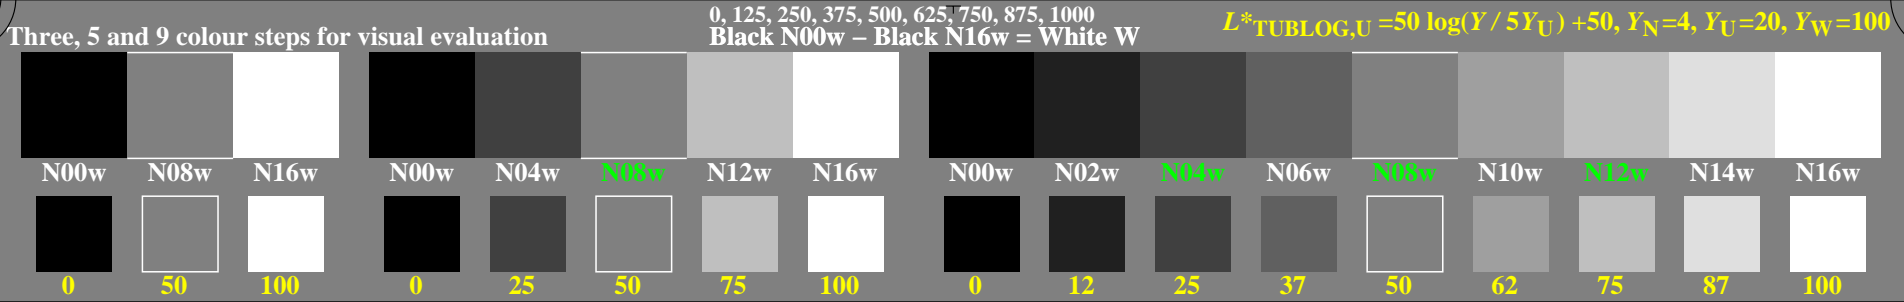 Three, 5 and 9 colour steps for visual evaluation
0, 125, 250, 375, 500, 625, 750, 875, 1000
Black N00w – Black N16w = White W
L*TUBLOG,U =50 log(Y / 5YU) +50, YN=4, YU=20, YW=100
N00w N08w N16w N00w N04w N08w N12w N16w N00w N02w N04w N06w N08w N10w N12w N14w N16w
0 50 100 0 25 50 75 100 0 12 25 37 50 62 75 87 100